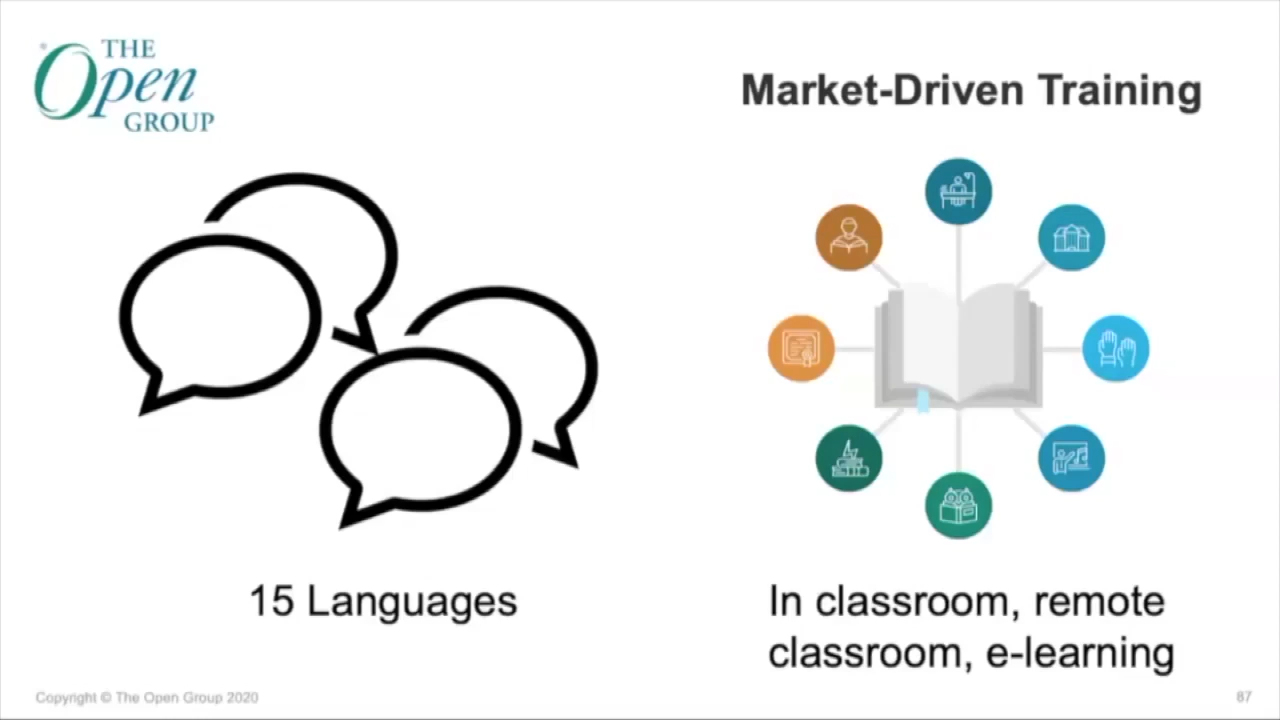 THE
Open
GROUP
Market-Driven Training
15 Languages
In classroom, remote
classroom, e-learning
Copyright © The Open Group 2020
87